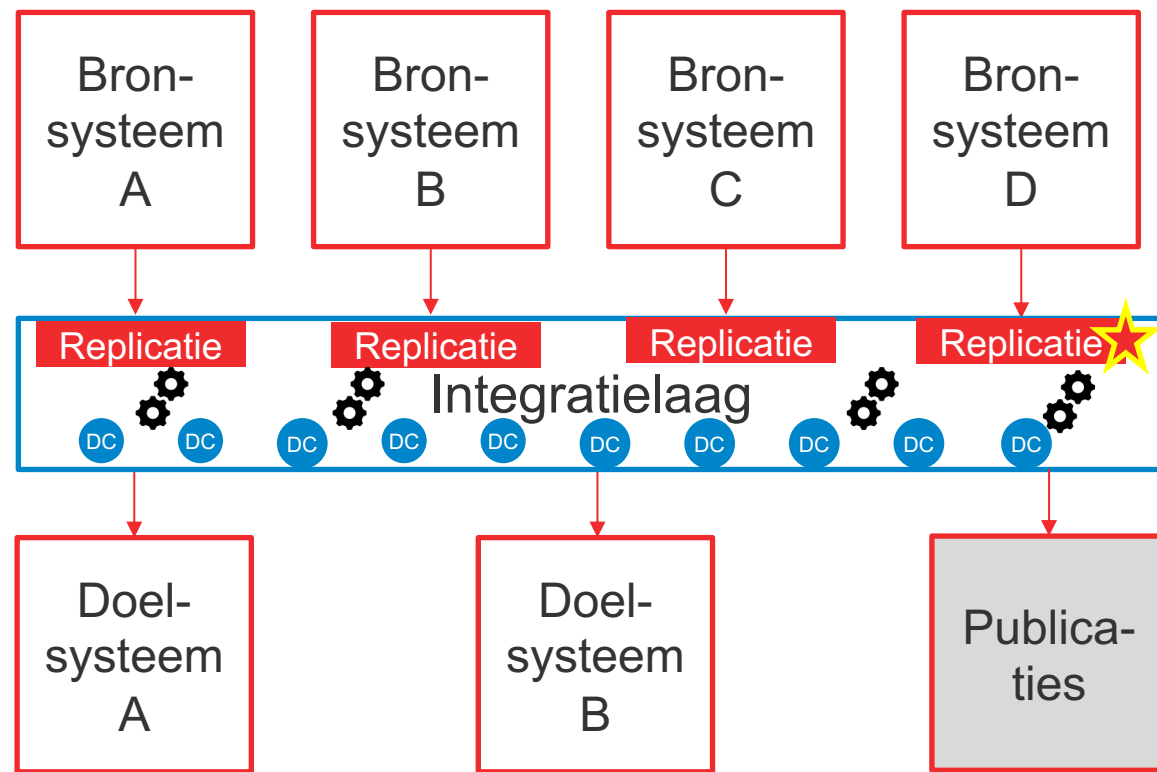 Bron-
systeem
A
Bron-
systeem
B
Bron-
systeem
C
Bron-
systeem
D
Replicatie
Replicatie
Replicatie
Replicatie
Integratielaag
DC
DC
DC
DC
DC
DC
DC
DC
DC
DC
Doel-
systeem
A
Doel-
systeem
B
Publica-
ties